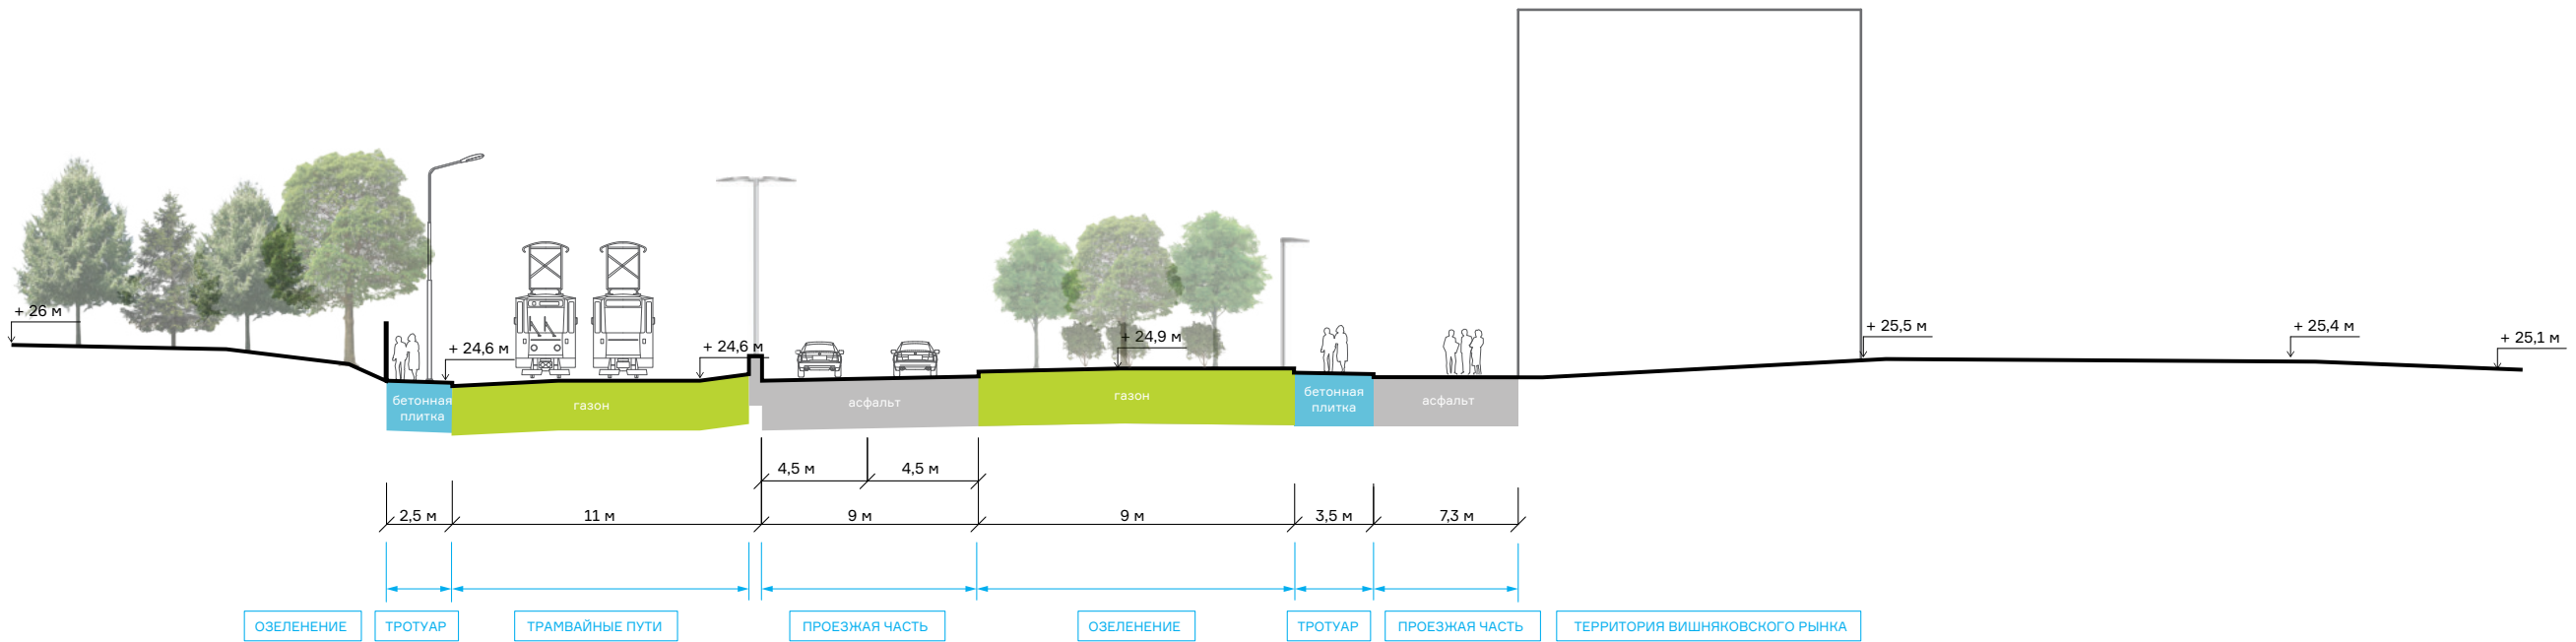 + 26 м
+ 24,6 м
+ 24,6 м
+ 24,9 м
+ 25,5 м
+ 25,4 м
+ 25,1 м
бетонная
плитка
газон
асфальт
газон
бетонная
плитка
асфальт
4,5 м
4,5 м
2,5 м
11 м
9 м
9 м
3,5 м
7,3 м
ОЗЕЛЕНЕНИЕ
ТРОТУАР
ТРАМВАЙНЫЕ ПУТИ
ПРОЕЗЖАЯ ЧАСТЬ
ОЗЕЛЕНЕНИЕ
ТРОТУАР
ПРОЕЗЖАЯ ЧАСТЬ
ТЕРРИТОРИЯ ВИШНЯКОВСКОГО РЫНКА